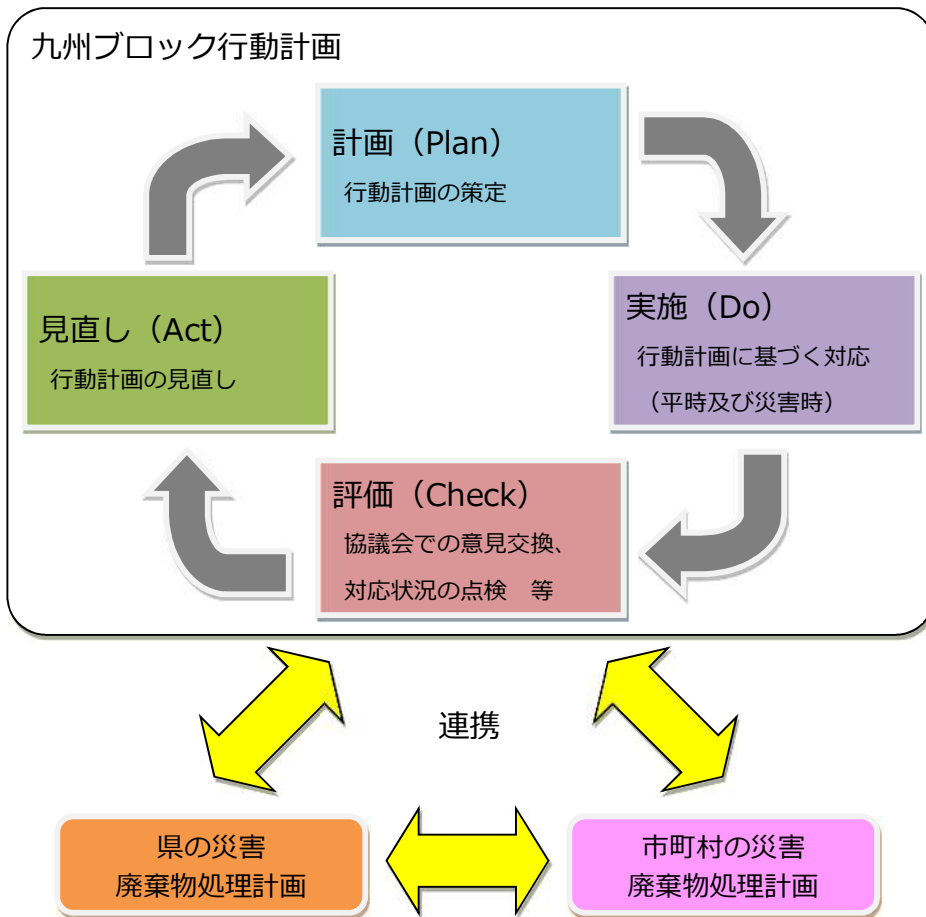 九州ブロック行動計画
計画（Plan）
行動計画の策定
実施（Do）
行動計画に基づく対応
（平時及び災害時）
見直し（Act）
行動計画の見直し
評価（Check）
協議会での意見交換、
対応状況の点検　等
連携
県の災害
廃棄物処理計画
市町村の災害
廃棄物処理計画